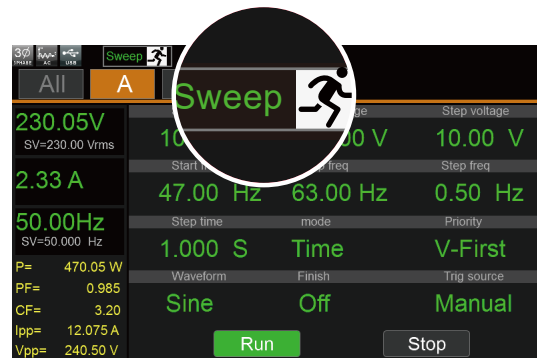 3Ø
3PHASE AC USB
Sweep
Sweep
All A
230.05V
SV=230.00 Vrms
2.33 A
50.00Hz
SV=50.000 Hz
P= 470.05 W
PF= 0.985
CF= 3.20
Ipp= 12.075 A
Vpp= 240.50 V
Step voltage
10.00 V
Step freq
47.00 Hz 63.00 Hz 0.50 Hz
Step time mode Priority
1.000 S Time V-First
Waveform Finish Trig source
Sine Off Manual
Run Stop